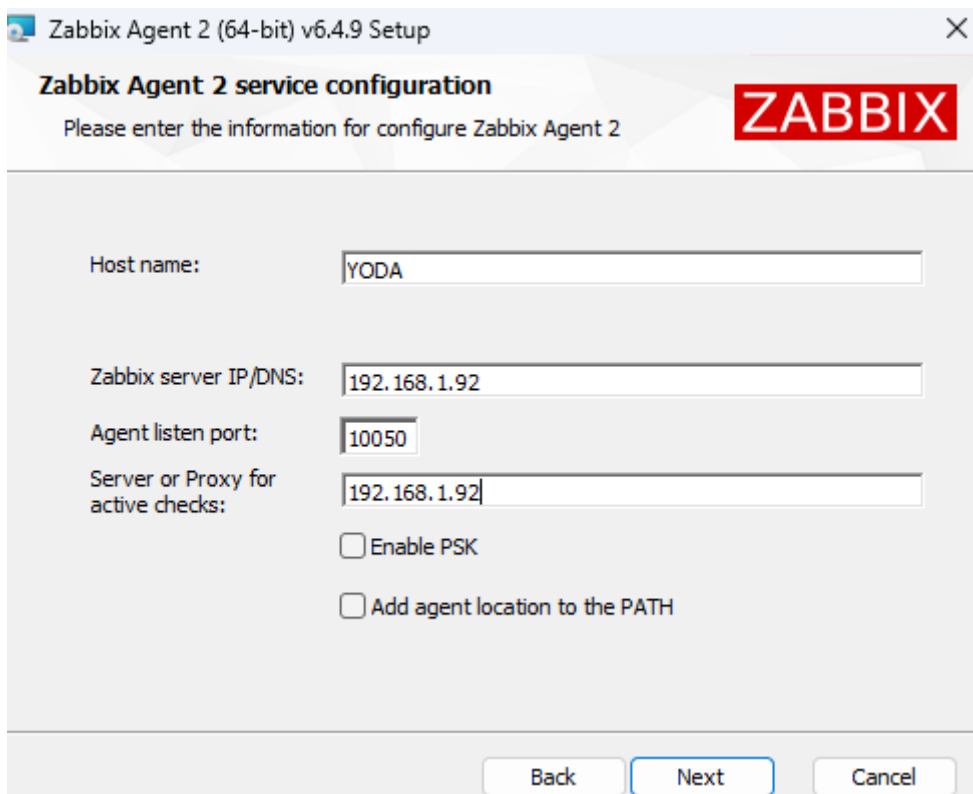 Zabbix Agent 2 (64-bit) v6.4.9 Setup
Zabbix Agent 2 service configuration
Please enter the information for configure Zabbix Agent 2
ZABBIX
Host name:
YODA
Zabbix server IP/DNS:
192.168.1.92
Agent listen port:
10050
Server or Proxy for
active checks:
192.168.1.92
Enable PSK
Add agent location to the PATH
Back
Next
Cancel